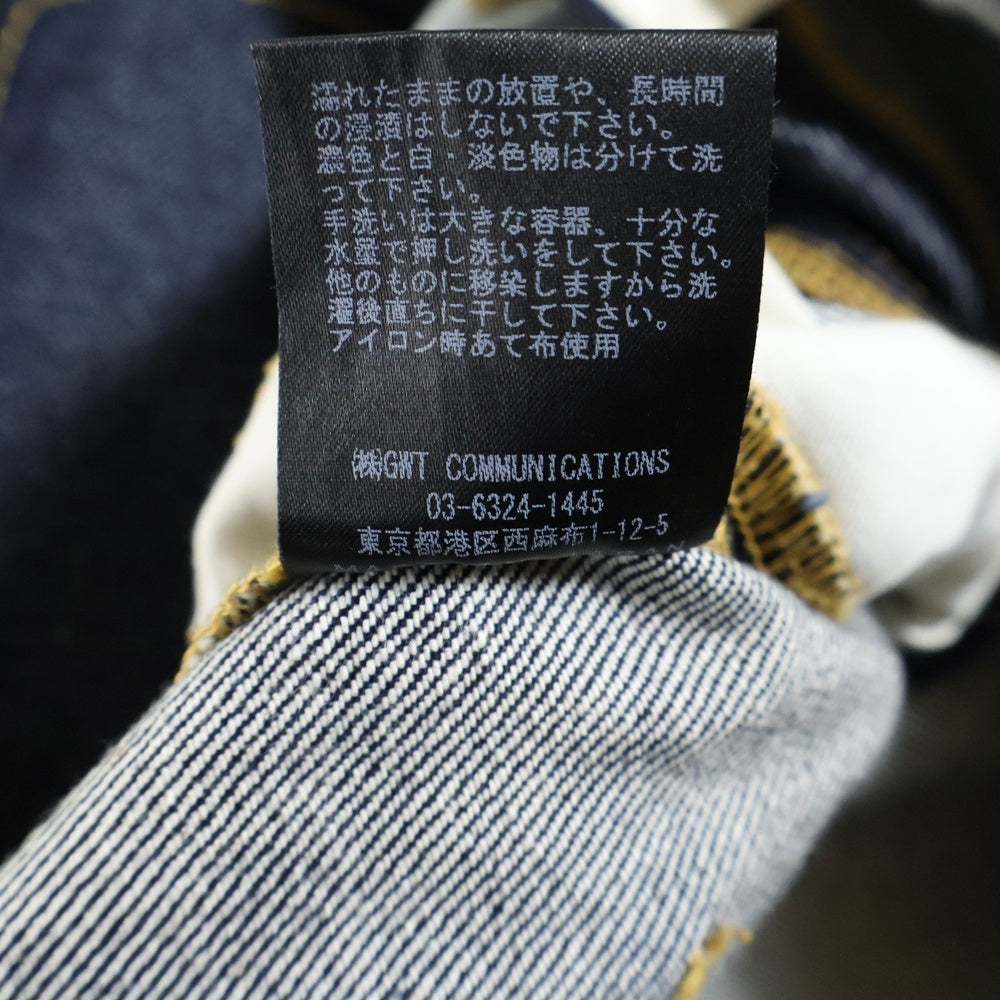 濡れたままの放置や、長時間
の浸漬はしないで下さい。
濃色と白・淡色物は分けて洗
って下さい。
手洗いは大きな容器、十分な
水量で押し洗いをして下さい。
他のものに移染しますから洗
濯後直ちに干して下さい。
アイロン時あて布使用
㈱GWT COMMUNICATIONS
03-6324-1445
東京都港区西麻布1-12-5